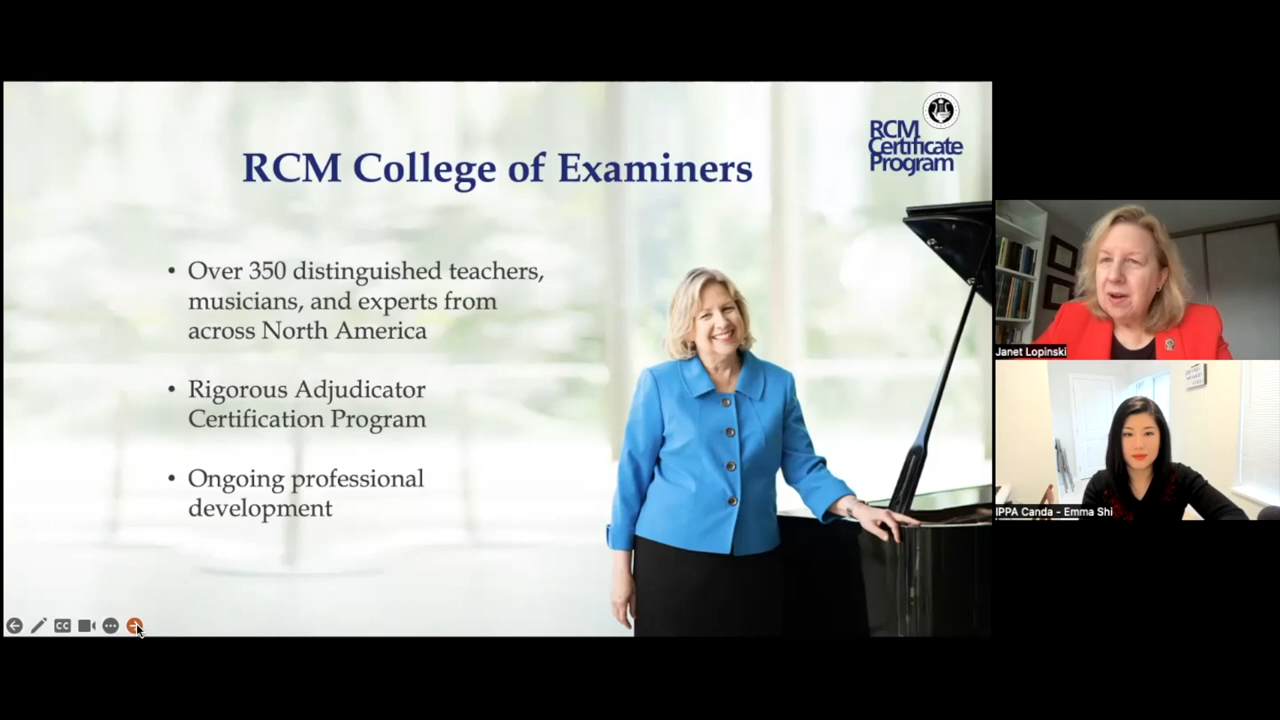 RCM College of Examiners
RCM
Certificate
Program
• Over 350 distinguished teachers,
musicians, and experts from
across North America
• Rigorous Adjudicator
Certification Program
• Ongoing professional
development
CC
Janet Lopinski
IPPA Canda - Emma Shi